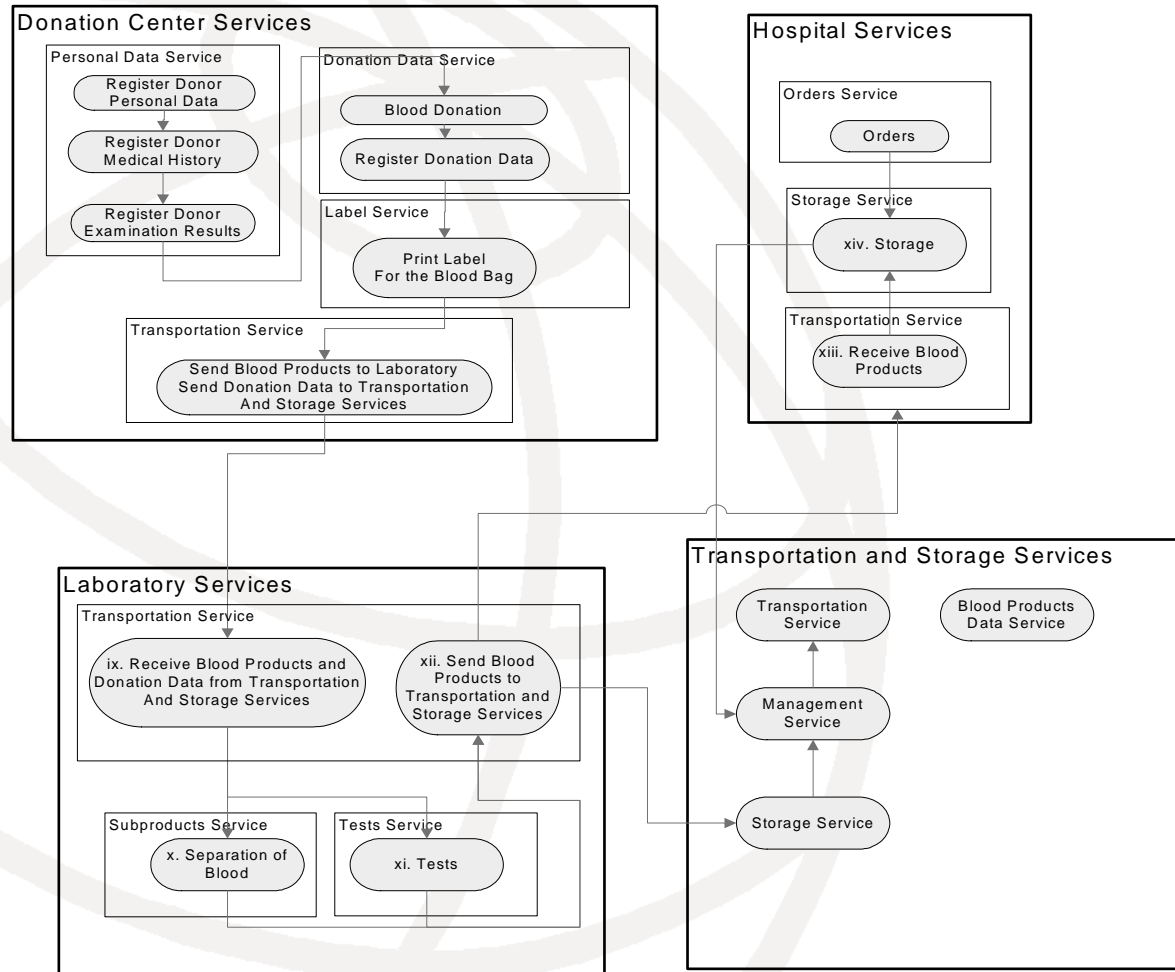 Donation Center Services
Personal Data Service
Register Donor
Personal Data
Register Donor
Medical History
Register Donor
Examination Results
Donation Data Service
Blood Donation
Register Donation Data
Label Service
Print Label
For the Blood Bag
Transportation Service
Send Blood Products to Laboratory
Send Donation Data to Transportation
And Storage Services
Hospital Services
Orders Service
Orders
Storage Service
xiv. Storage
Transportation Service
xiii. Receive Blood
Products
Laboratory Services
Transportation Service
ix. Receive Blood Products and
Donation Data from Transportation
And Storage Services
xii. Send Blood
Products to
Transportation and
Storage Services
Subproducts Service
x. Separation of
Blood
Tests Service
xi. Tests
Transportation and Storage Services
Transportation
Service
Blood Products
Data Service
Management
Service
Storage Service